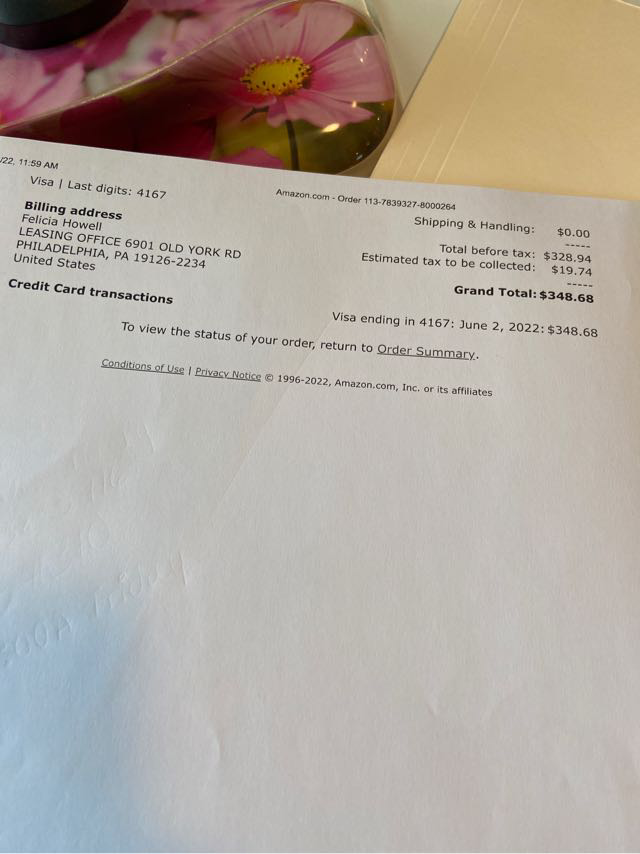 /22, 11:59 AM
Amazon.com - Order 113-7839327-8000264
Visa | Last digits: 4167
Billing address
Felicia Howell
LEASING OFFICE 6901 OLD YORK RD
PHILADELPHIA, PA 19126-2234
United States
Shipping & Handling: $0.00
-----
Total before tax: $328.94
Estimated tax to be collected: $19.74
-----
Grand Total: $348.68
Credit Card transactions
Visa ending in 4167: June 2, 2022: $348.68
To view the status of your order, return to Order Summary.
Conditions of Use | Privacy Notice © 1996-2022, Amazon.com, Inc. or its affiliates